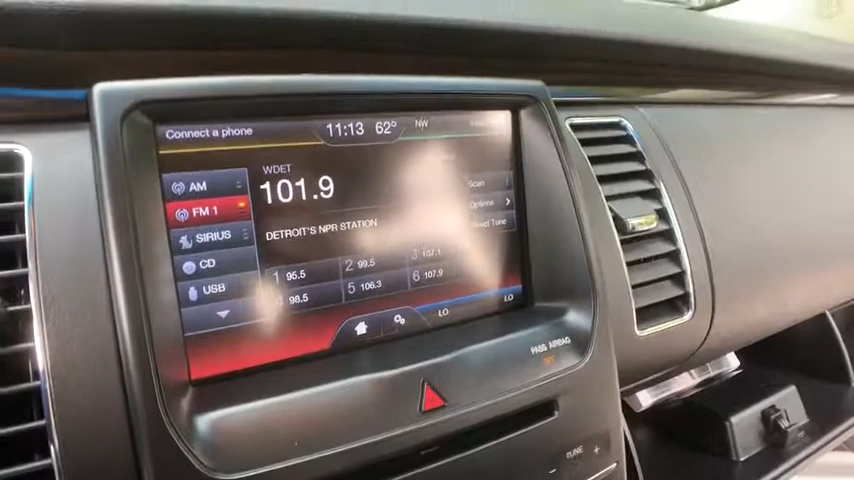 Connect a phone 11:13 62° NW
WDET
AM 101.9 Scan
FM 1 Options
SIRIUS DETROIT'S NPR STATION Direct Tune
CD 1 95.5 2 99.5 3 107.1
USB 4 98.5 5 106.3 6 107.9
LO LO
PASS AIRBAG
OFF
- TUNE +